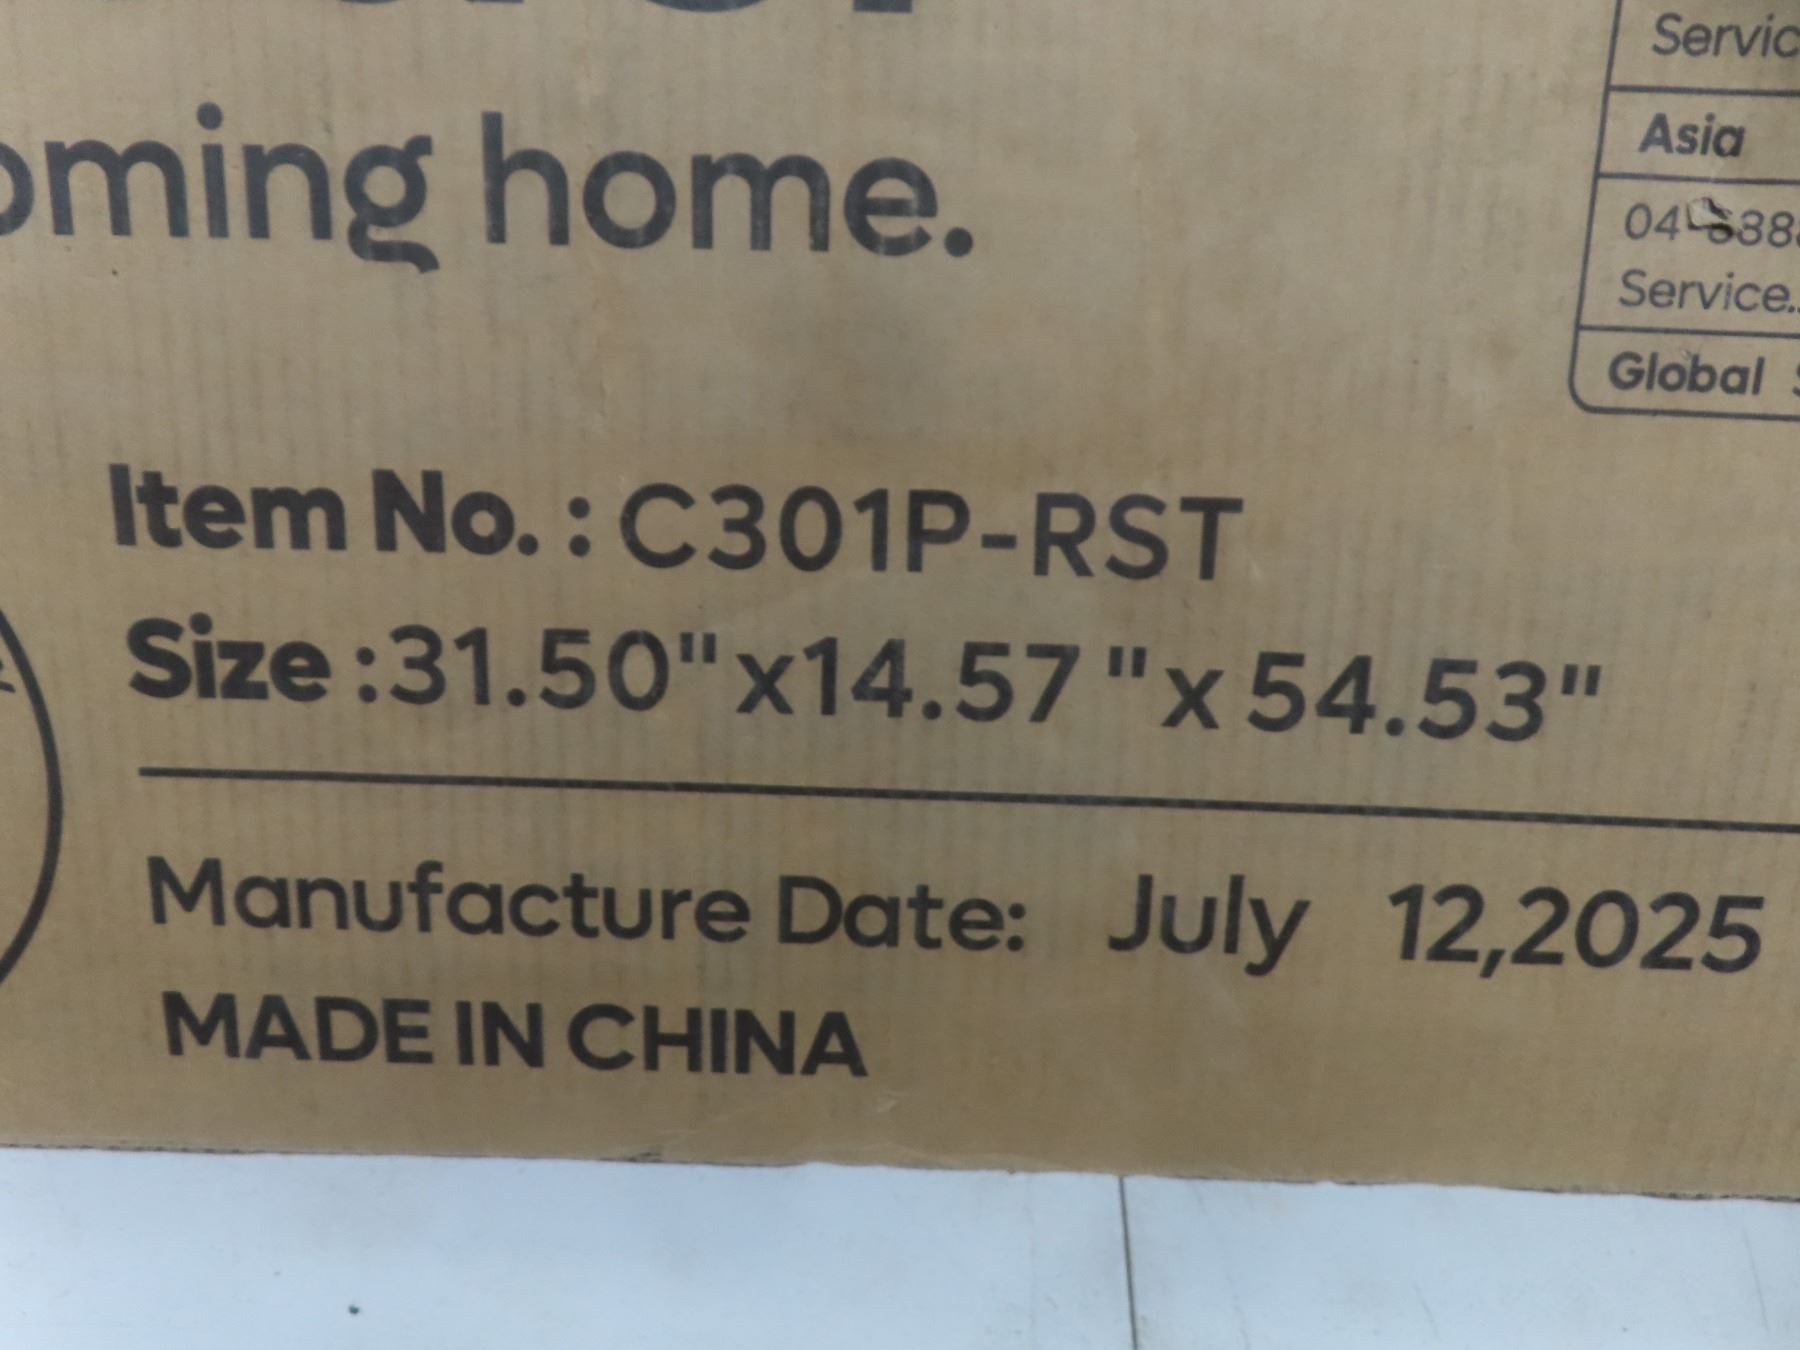 oming home.
Servic
Asia
04-6388
Service..
Global
Item No. : C301P-RST
Size :31.50"x14.57 "x 54.53"
Manufacture Date: July 12,2025
MADE IN CHINA